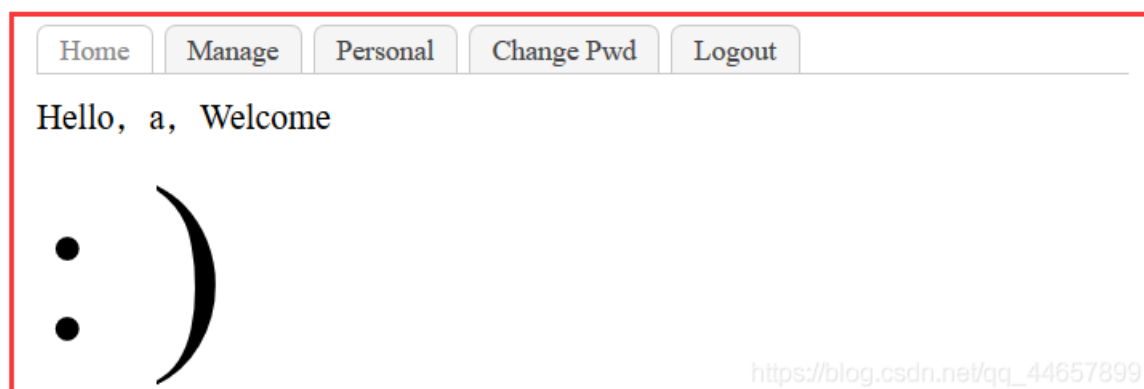 Home Manage Personal Change Pwd Logout
Hello，a，Welcome
: )
https://blog.csdn.net/qq_44657899